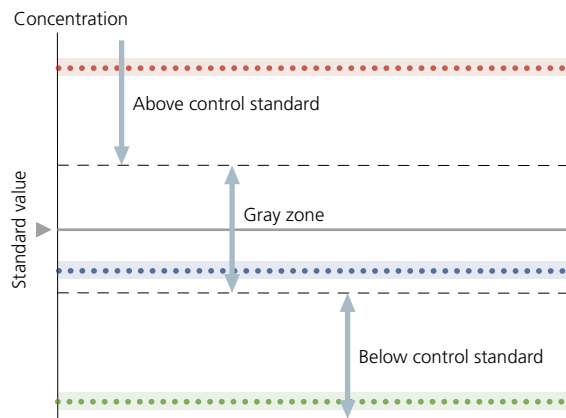 Concentration
Above control standard
Standard value
Gray zone
Below control standard